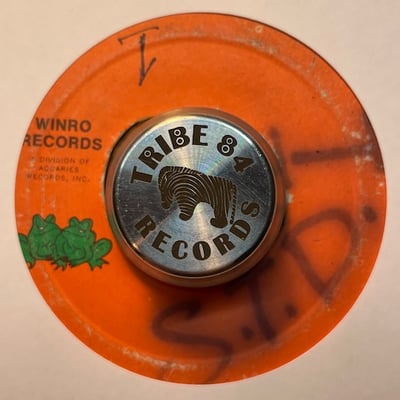 I
WINRO
RECORDS
A DIVISION OF
AQUARIES
RECORDS, INC.
TRIBE 84
RECORDS
S.T.D.